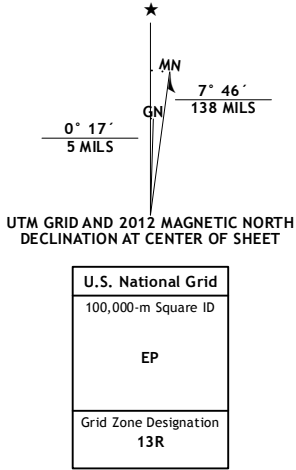 ★
MN
7° 46´
138 MILS
GN
0° 17´
5 MILS
UTM GRID AND 2012 MAGNETIC NORTH
DECLINATION AT CENTER OF SHEET
U.S. National Grid
100,000-m Square ID
EP
Grid Zone Designation
13R